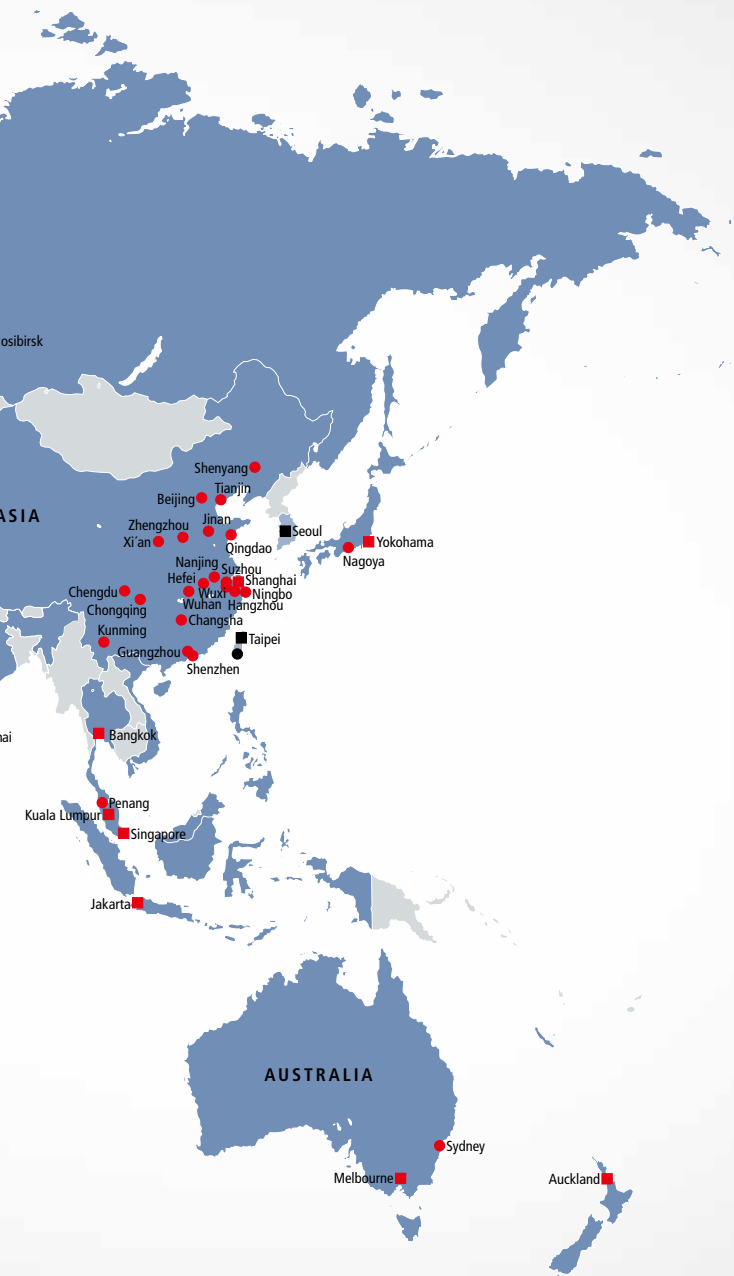 osibirsk
Shenyang
Tianjin
Beijing
ASIA
Jinan
Zhengzhou
Seoul
Xi´an
Yokohama
Qingdao
Nagoya
Nanjing
Suzhou
Hefei
Shanghai
Chengdu
Wuxi
Ningbo
Wuhan
Hangzhou
Chongqing
Changsha
Kunming
Taipei
Guangzhou
Shenzhen
Bangkok
ai
Penang
Kuala Lumpur
Singapore
Jakarta
AUSTRALIA
Sydney
Melbourne
Auckland